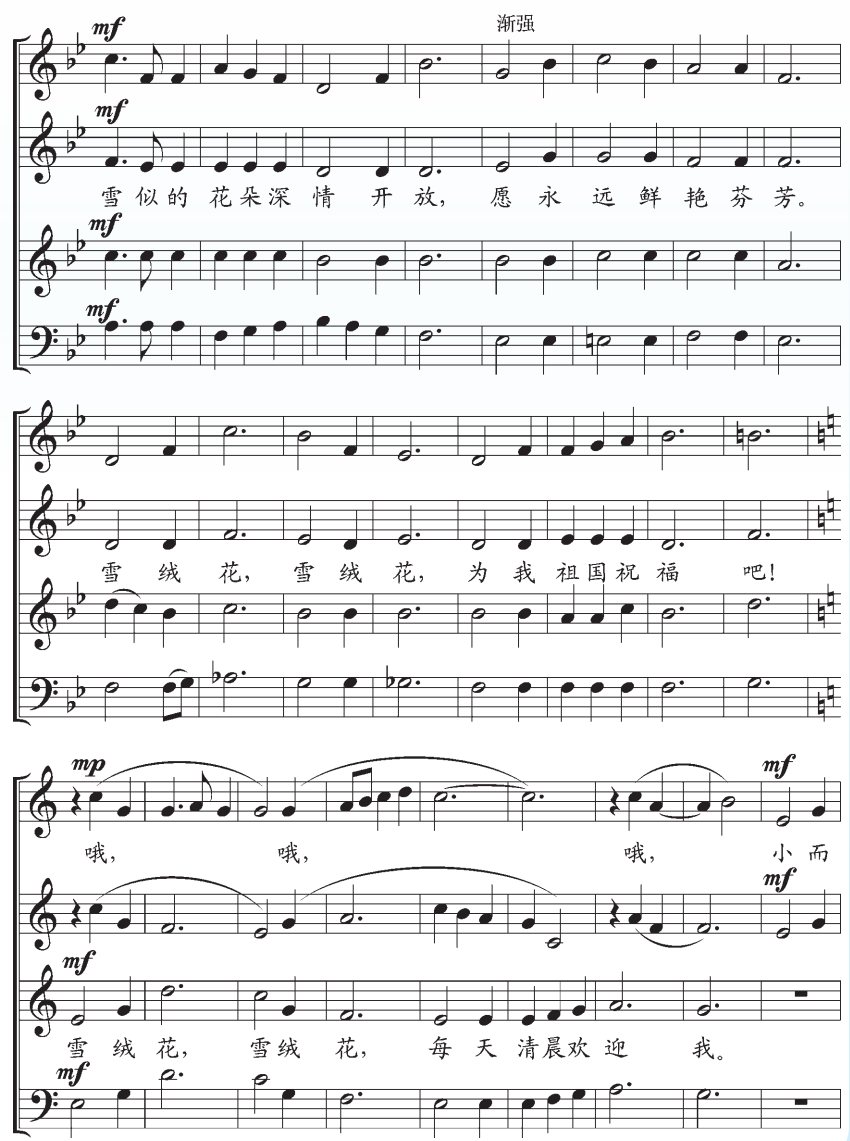 mf
渐强
mf
雪似的花朵深情开放，愿永远鲜艳芬芳。
mf
mf
雪绒花，雪绒花，为我祖国祝福吧！
mp
mf
哦，哦，哦，小而
mf
mf
雪绒花，雪绒花，每天清晨欢迎我。
mf